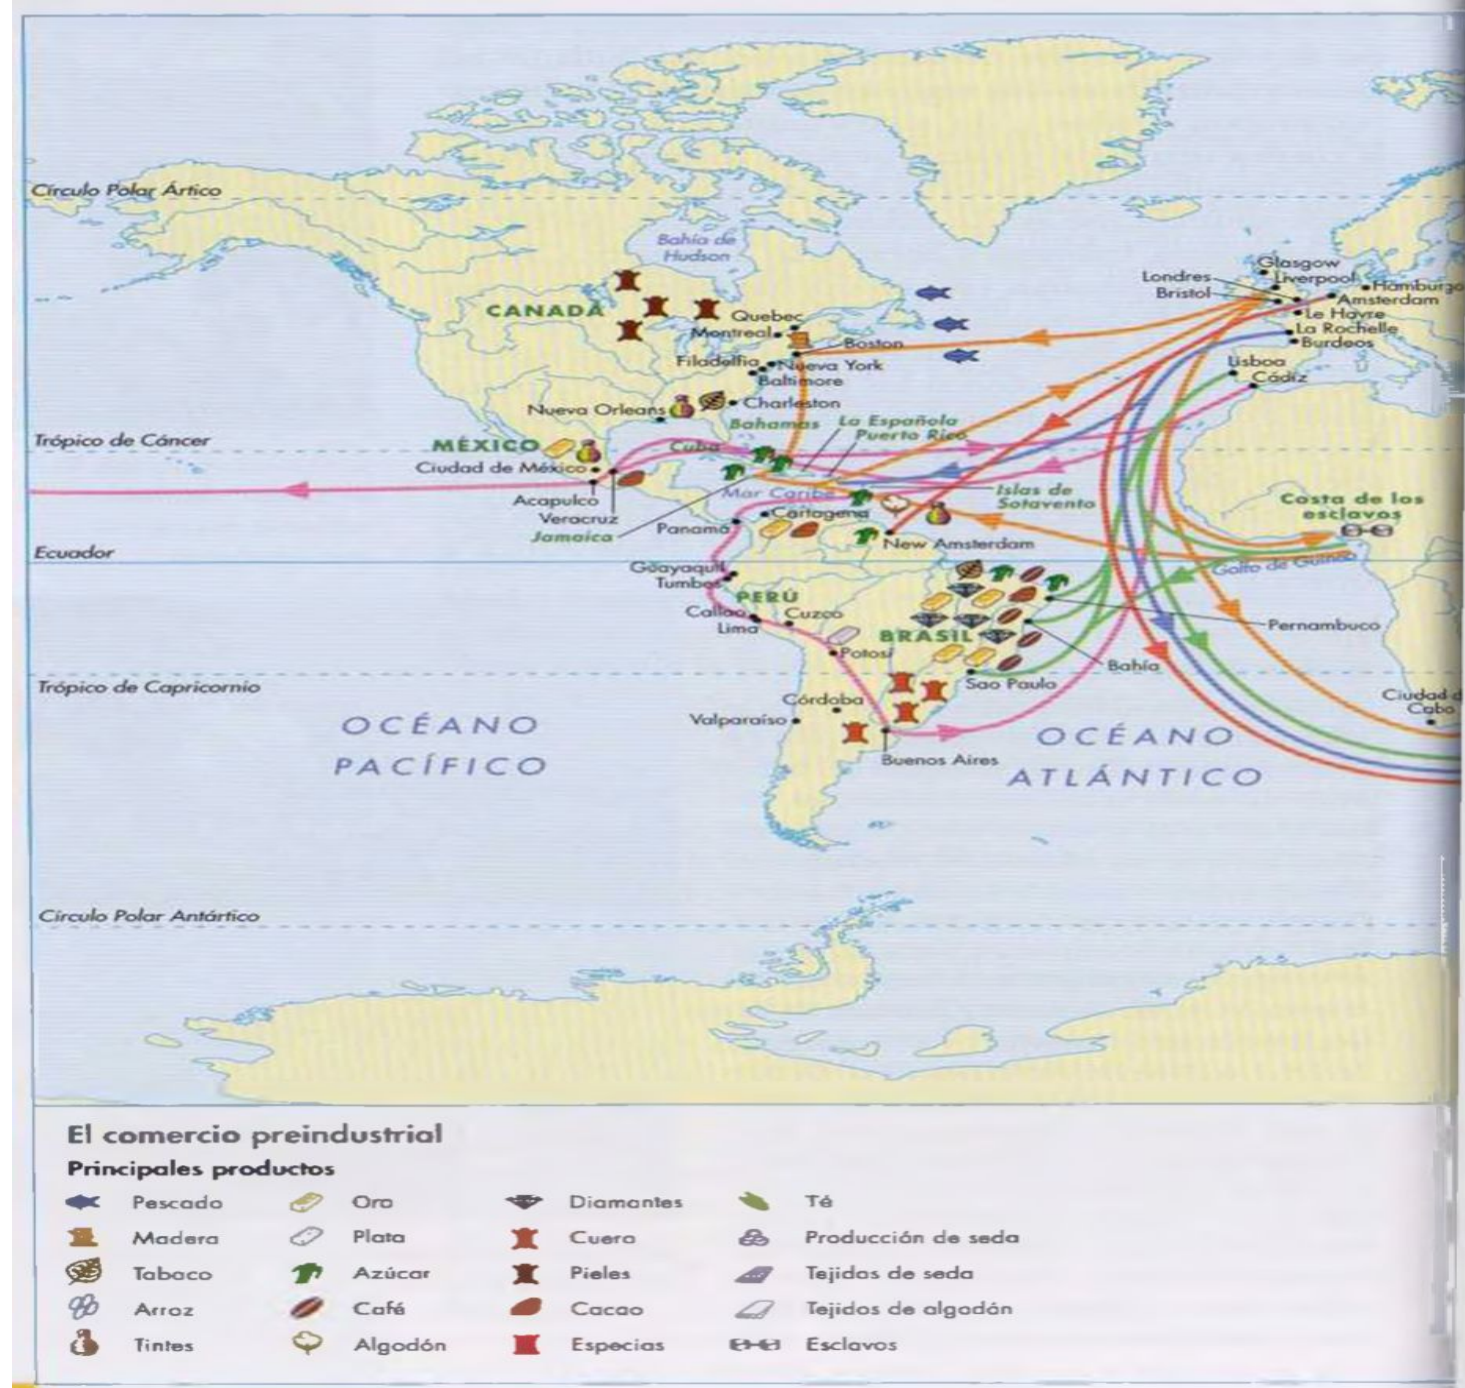 Círculo Polar Ártico
Bahía de
Hudson
Glasgow
Londres
Liverpool
Hamburgo
Bristol
Amsterdam
CANADÁ
Quebec
Le Havre
Montreal
La Rochelle
Boston
Burdeos
Filadelfia
Nueva York
Lisboa
Baltimore
Cádiz
Nueva Orleans
Charleston
Bahamas
La Española
Trópico de Cáncer
MÉXICO
Cuba
Puerto Rico
Ciudad de México
Mar Caribe
Islas de
Sotavento
Costa de los
esclavos
Acapulco
Veracruz
Cartagena
Jamaica
Panamá
New Amsterdam
Ecuador
Golfo de Guinea
Guayaquil
Tumbes
PERÚ
Callao
Cuzco
Lima
BRASIL
Pernambuco
Potosí
Bahía
Trópico de Capricornio
Sao Paulo
Córdoba
Ciudad d
Cabo
Valparaíso
OCÉANO
PACÍFICO
OCÉANO
ATLÁNTICO
Buenos Aires
Círculo Polar Antártico
El comercio preindustrial
Principales productos
Pescado
Oro
Diamantes
Té
Madera
Plata
Cuero
Producción de seda
Tabaco
Azúcar
Pieles
Tejidos de seda
Arroz
Café
Cacao
Tejidos de algodón
Tintes
Algodón
Especias
Esclavos